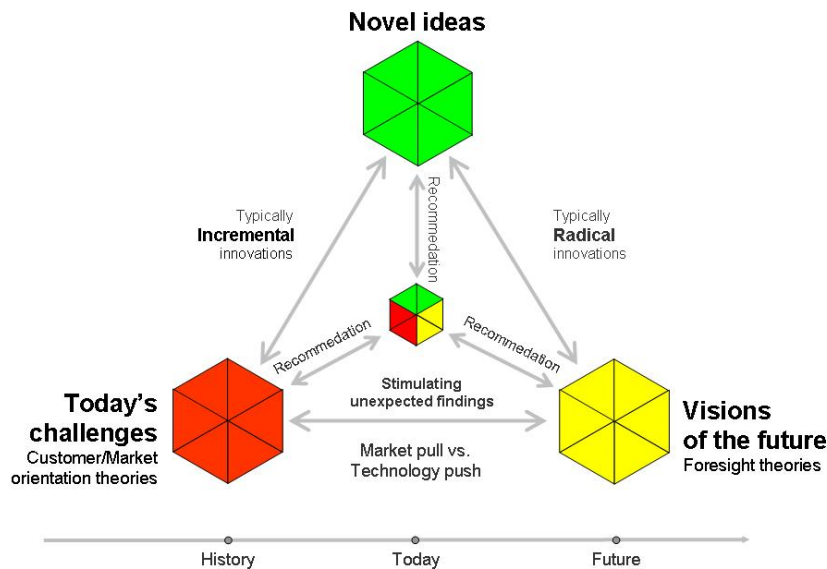 Novel ideas
Typically
Incremental
innovations
Recommedation
Typically
Radical
innovations
Recommedation
Recommedation
Today's
challenges
Customer/Market
orientation theories
Stimulating
unexpected findings
Market pull vs.
Technology push
Visions
of the future
Foresight theories
History
Today
Future